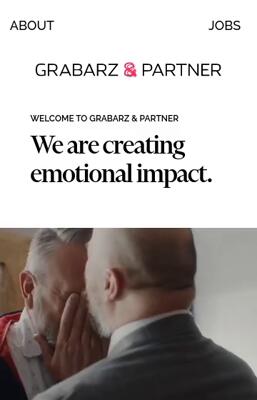 ABOUT JOBS
GRABARZ & PARTNER
WELCOME TO GRABARZ & PARTNER
We are creating
emotional impact.